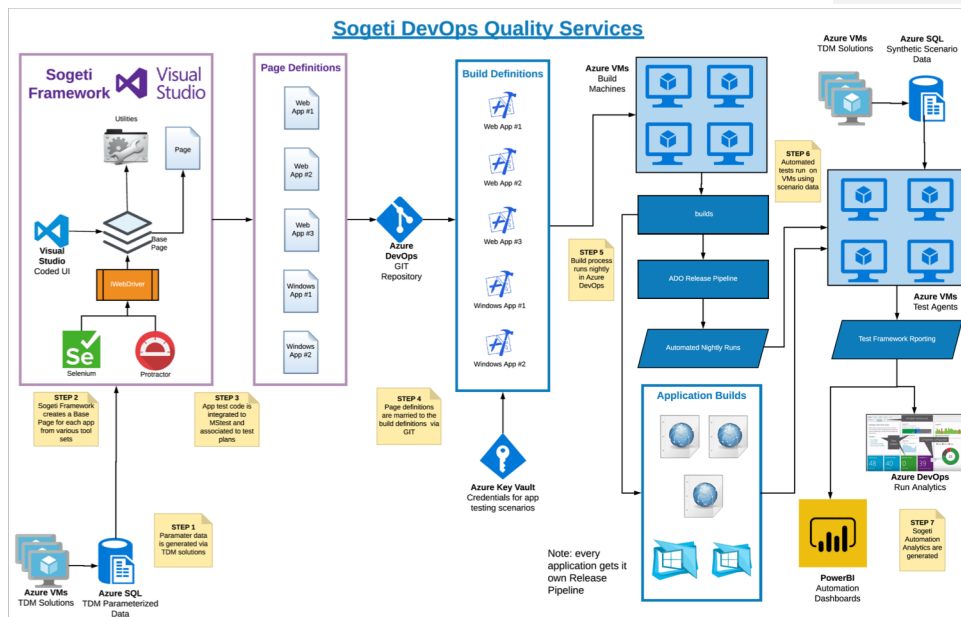 Sogeti DevOps Quality Services
Sogeti
Framework
Visual
Studio
Utilities
Page
Base
Page
Visual
Studio
Coded UI
IWebDriver
Se
Selenium
Protractor
Page Definitions
Web
App #1
Web
App #2
Web
App #3
Windows
App #1
Windows
App #2
Azure
DevOps
GIT
Repository
Build Definitions
Web App #1
Web App #2
Web App #3
Windows App #1
Windows App #2
Azure VMs
Build
Machines
builds
ADO Release Pipeline
Automated Nightly Runs
Application Builds
Azure VMs
TDM Solutions
Azure SQL
Synthetic Scenario
Data
STEP 6
Automated
tests run on
VMs using
scenario data
Azure VMs
Test Agents
Test Framework Rporting
Azure DevOps
Run Analytics
PowerBI
Automation
Dashboards
STEP 7
Sogeti
Automation
Analytics are
generated
STEP 5
Build process
runs nightly
in Azure
DevOps
STEP 2
Sogeti Framework
creates a Base
Page for each app
from various tool
sets
STEP 3
App test code is
integrated to
MStest and
associated to test
plans
STEP 4
Page definitions
are married to the
build definitions via
GIT
Azure Key Vault
Credentials for app
testing scenarios
STEP 1
Paramater data
is generated via
TDM solutions
Azure VMs
TDM Solutions
Azure SQL
TDM Parameterized
Data
Note: every
application gets it
own Release
Pipeline